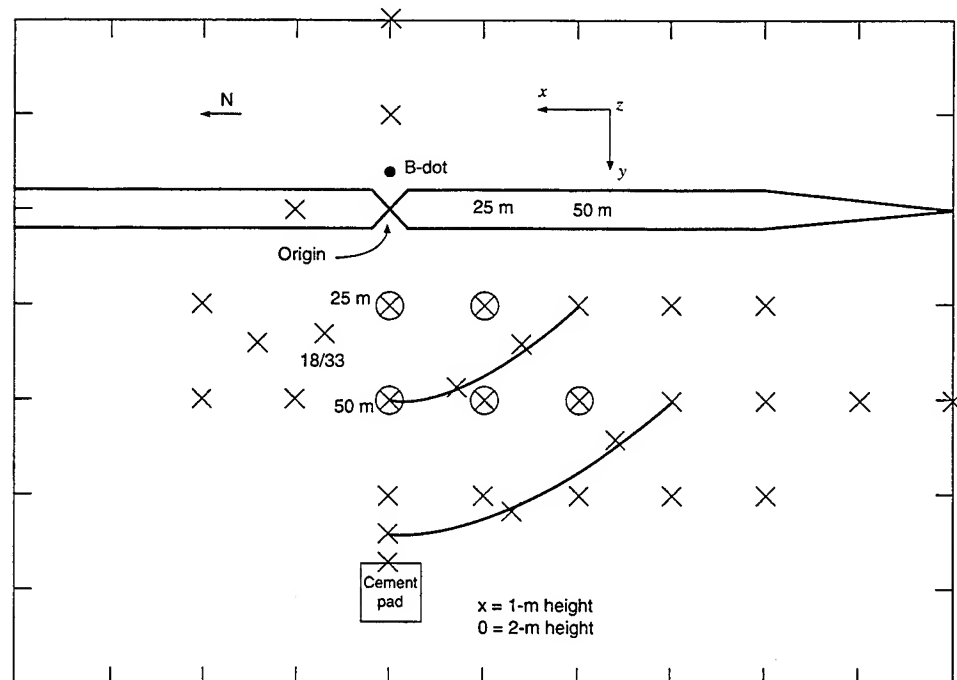 N
x
z
y
B-dot
25 m 50 m
Origin
25 m
18/33
50 m
Cement
pad
x = 1-m height
0 = 2-m height